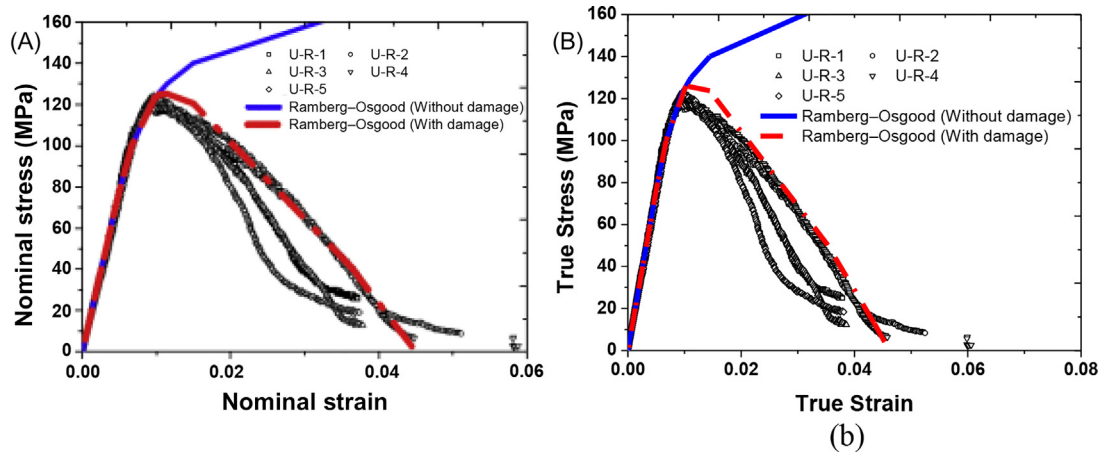 (A)
160
140
120
100
80
60
40
20
0
Nominal stress (MPa)
U-R-1 U-R-2
U-R-3 U-R-4
U-R-5
Ramberg–Osgood (Without damage)
Ramberg–Osgood (With damage)
0.00 0.02 0.04 0.06
Nominal strain
(B)
160
140
120
100
80
60
40
20
0
True Stress (MPa)
U-R-1 U-R-2
U-R-3 U-R-4
U-R-5
Ramberg–Osgood (Without damage)
Ramberg–Osgood (With damage)
0.00 0.02 0.04 0.06 0.08
True Strain
(b)